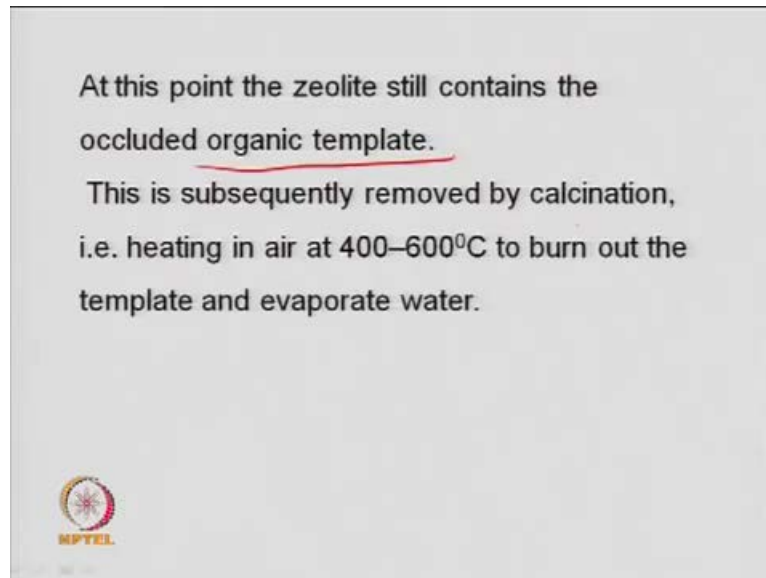 At this point the zeolite still contains the
occluded organic template.
This is subsequently removed by calcination,
i.e. heating in air at 400–600⁰C to burn out the
template and evaporate water.
NPTEL